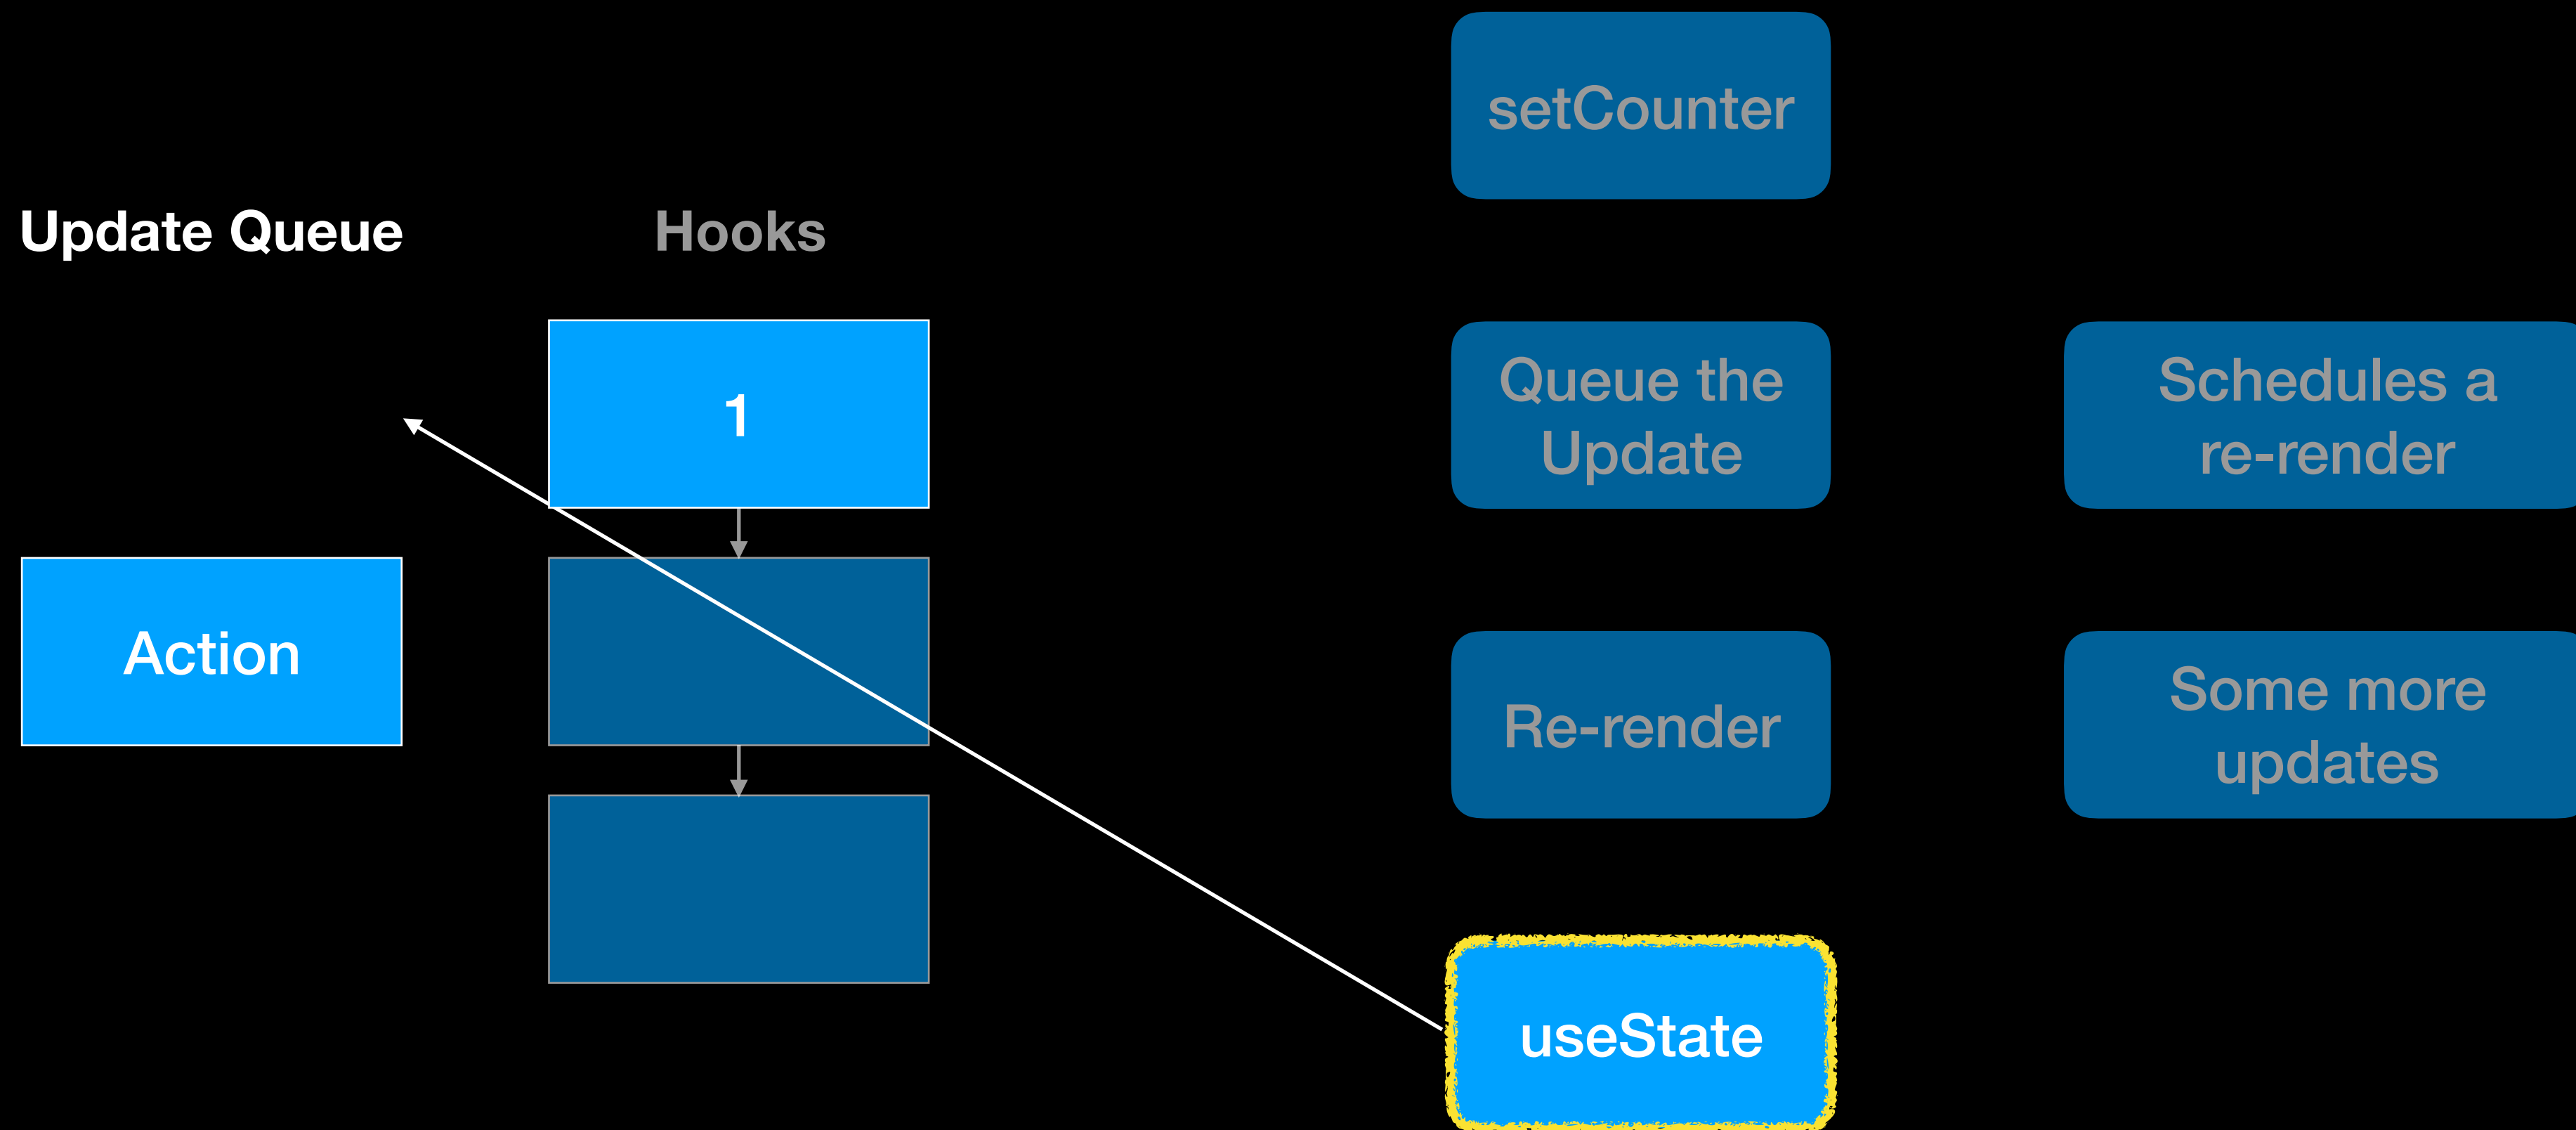 setCounter
Update Queue
Hooks
1
Queue the
Update
Schedules a
re-render
Action
Re-render
Some more
updates
useState